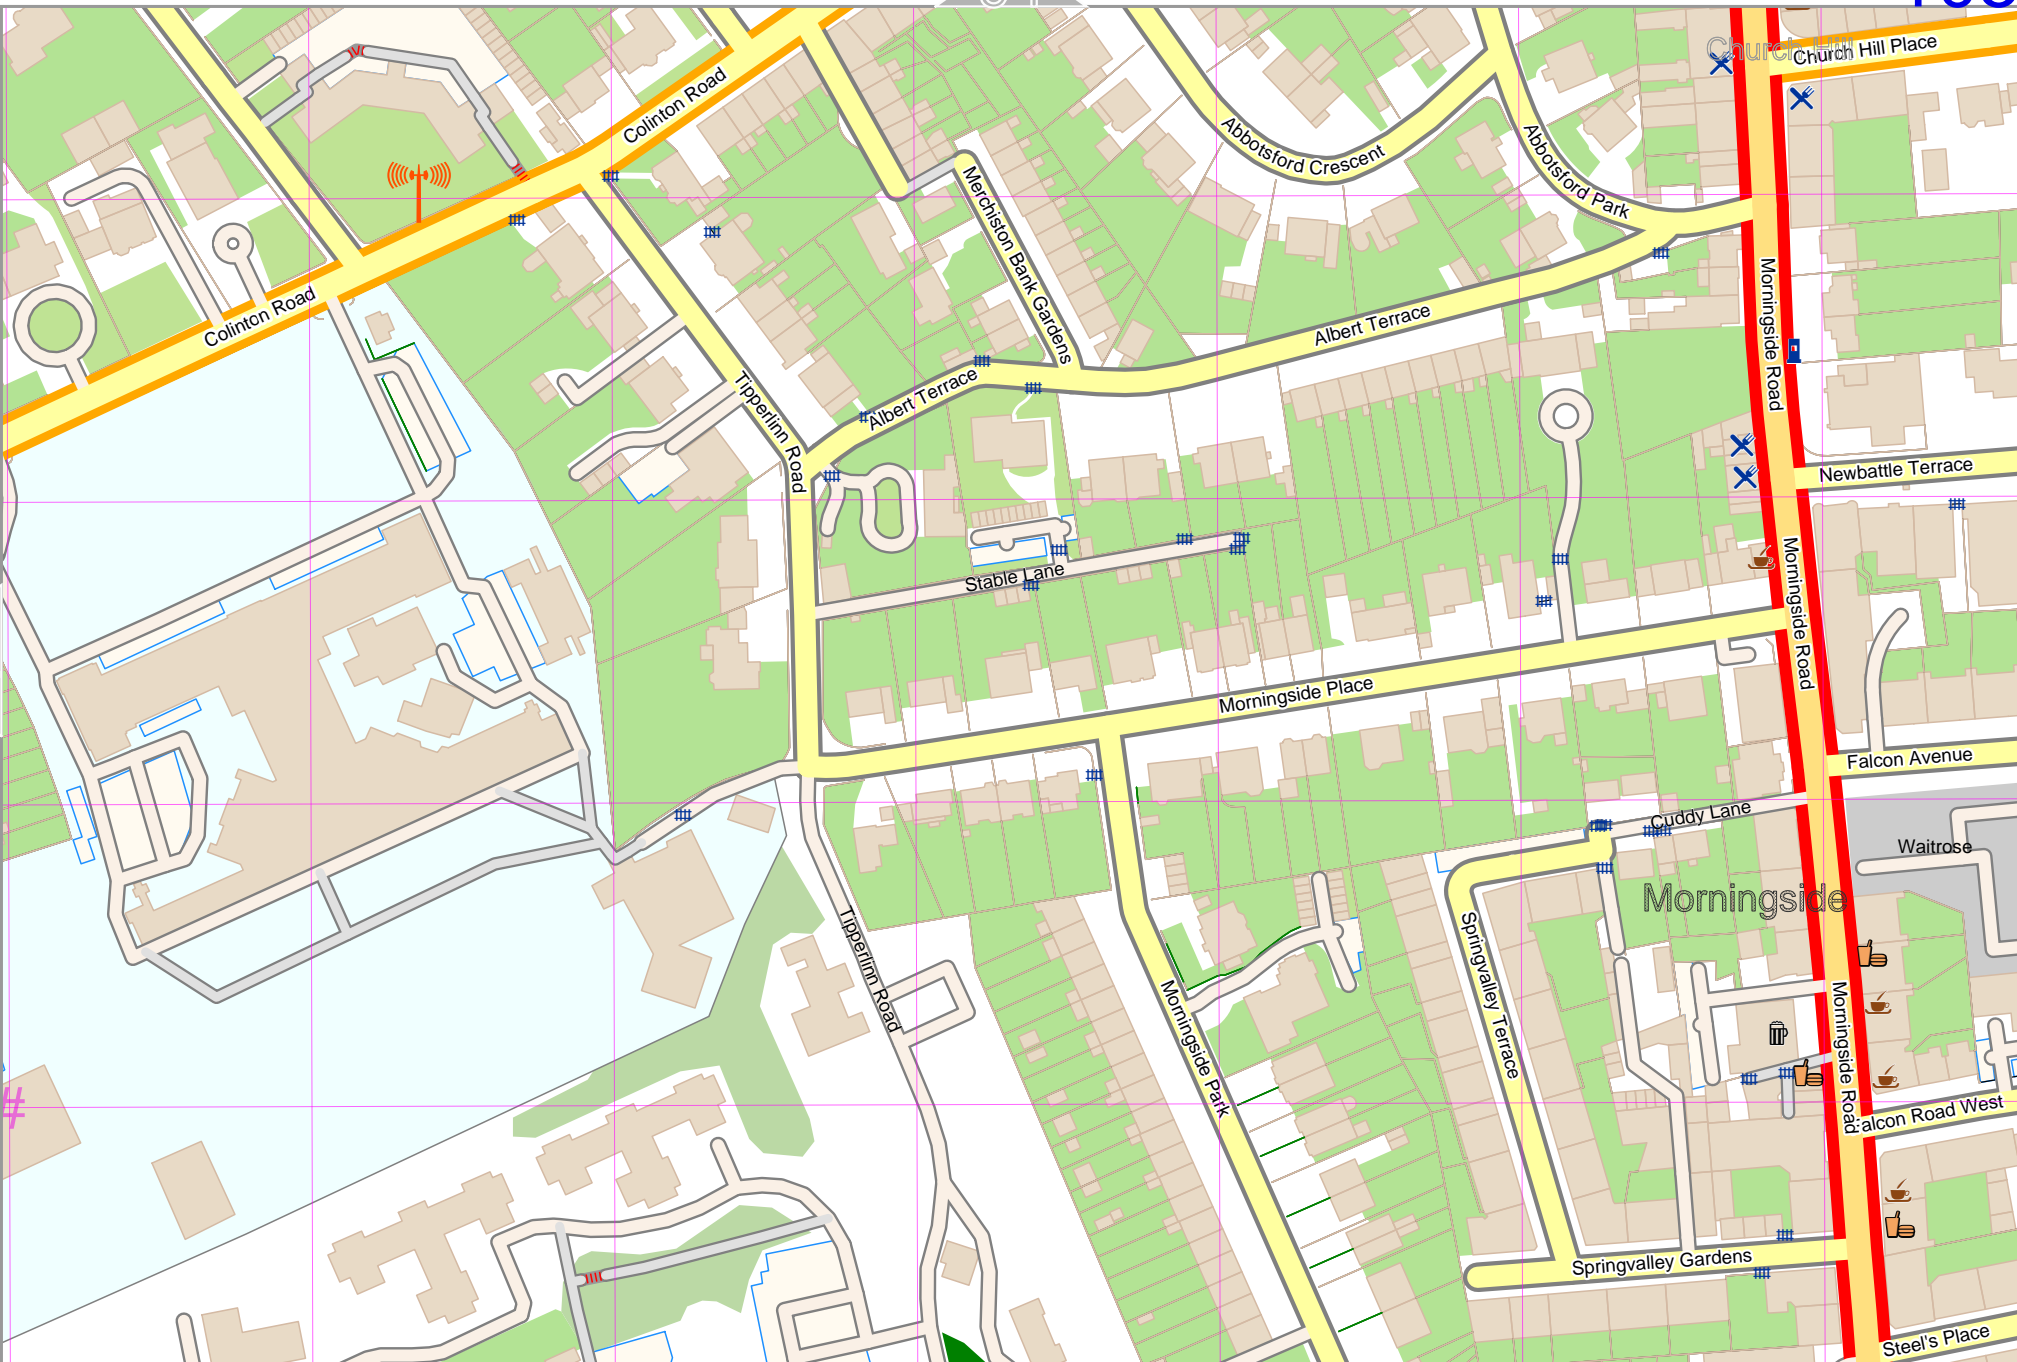 Church Hill
Church Hill Place
Colinton Road
Abbotsford Crescent
Abbotsford Park
Merchiston Bank Gardens
Morningside Road
Colinton Road
Albert Terrace
Albert Terrace
Tipperlinn Road
Newbattle Terrace
Stable Lane
Morningside Road
Morningside Place
Falcon Avenue
Cuddy Lane
Waitrose
Morningside
Tipperlinn Road
Springvalley Terrace
Morningside Park
Morningside Road
Falcon Road West
#
Springvalley Gardens
Steel's Place